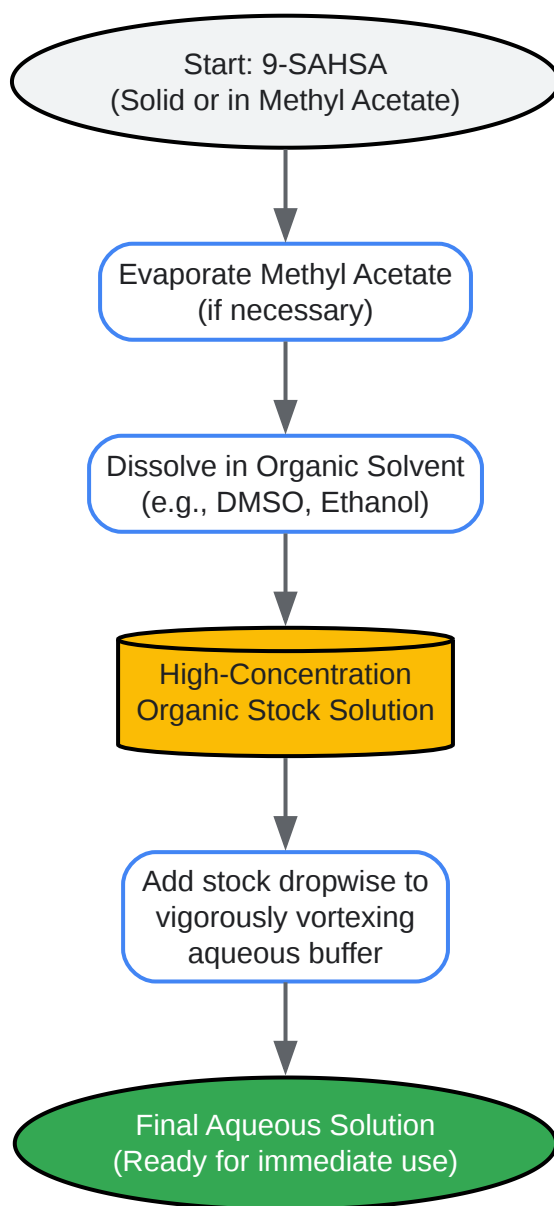 Start: 9-SAHSA
(Solid or in Methyl Acetate)
Evaporate Methyl Acetate
(if necessary)
Dissolve in Organic Solvent
(e.g., DMSO, Ethanol)
High-Concentration
Organic Stock Solution
Add stock dropwise to
vigorously vortexing
aqueous buffer
Final Aqueous Solution
(Ready for immediate use)